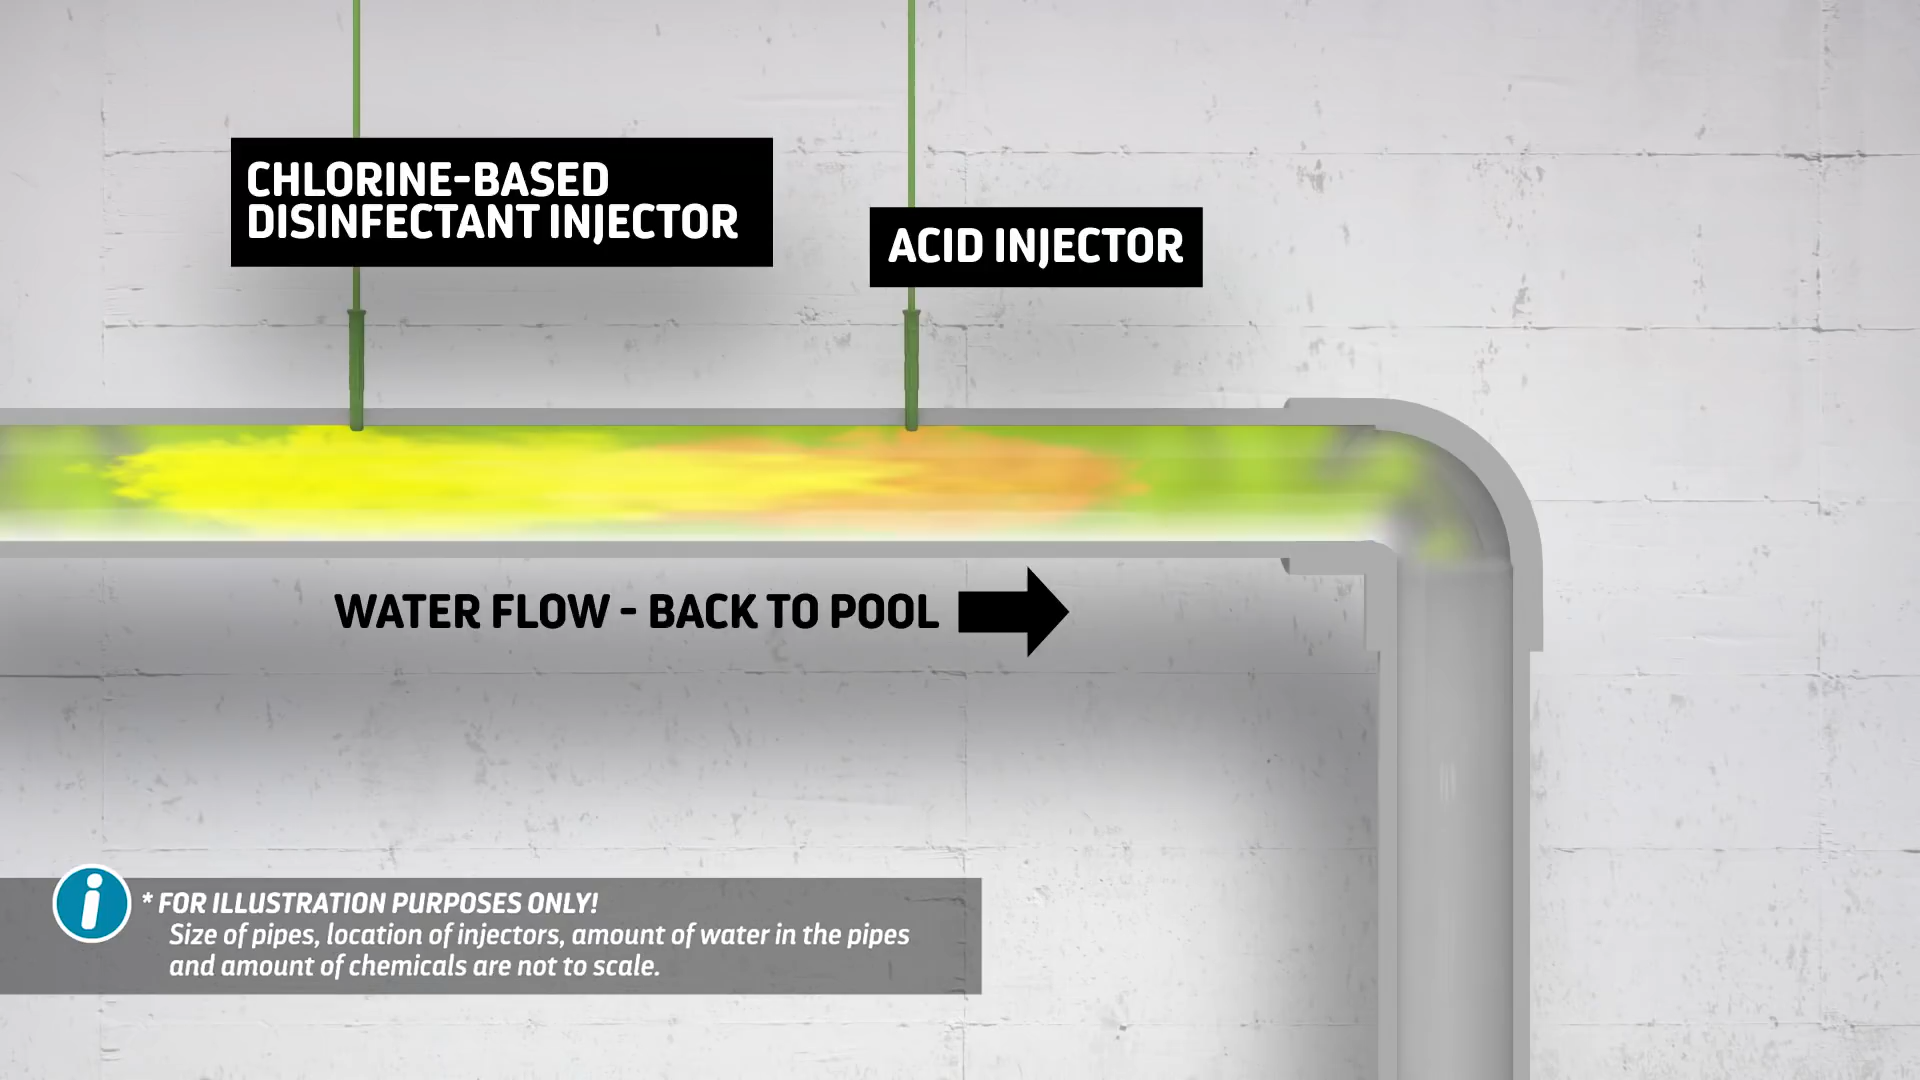 CHLORINE-BASED
DISINFECTANT INJECTOR
ACID INJECTOR
WATER FLOW - BACK TO POOL
* FOR ILLUSTRATION PURPOSES ONLY!
Size of pipes, location of injectors, amount of water in the pipes
and amount of chemicals are not to scale.